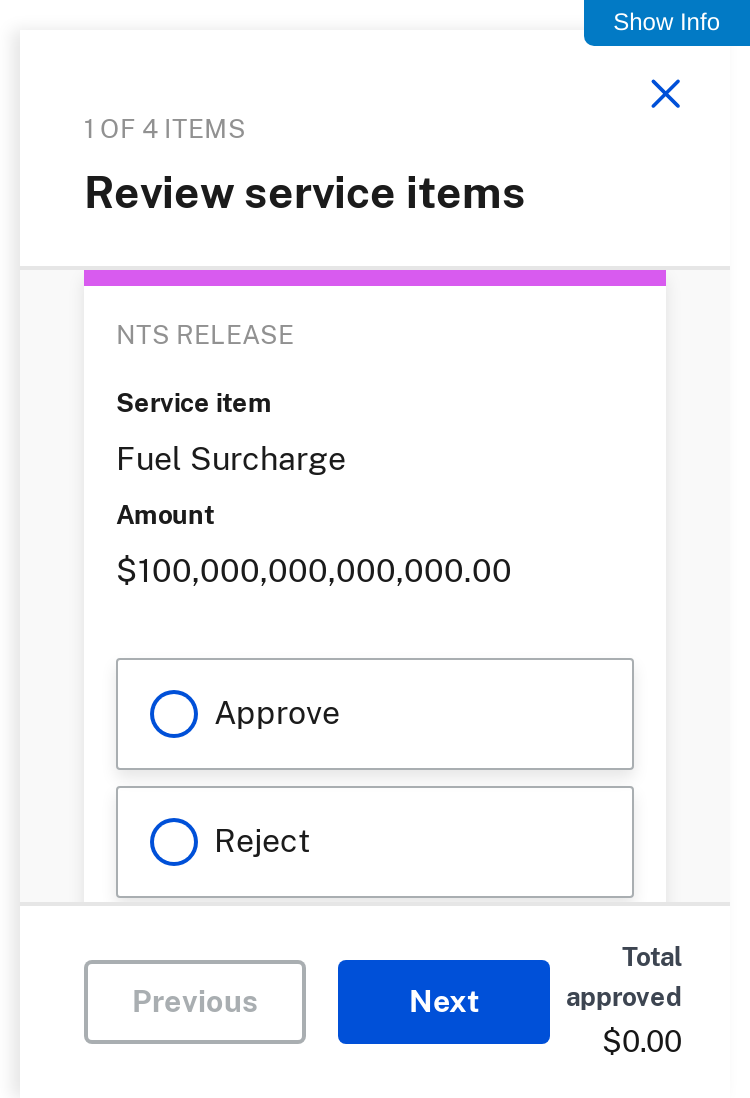 Show Info
1 OF 4 ITEMS
Review service items
NTS RELEASE
Service item
Fuel Surcharge
Amount
$100,000,000,000,000.00
Approve
Reject
Previous
Next
Total
approved
$0.00